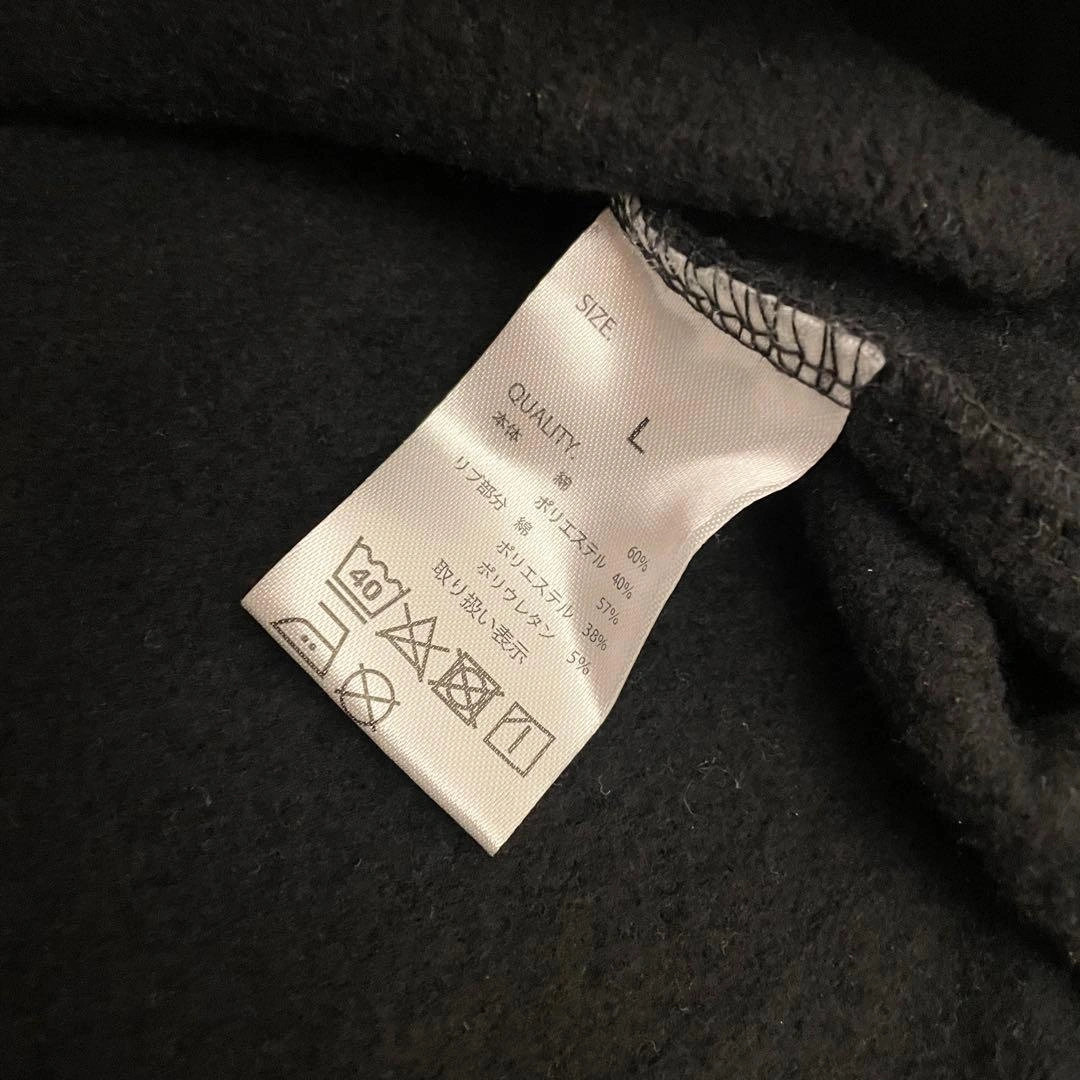 SIZE.
L
QUALITY.
本体 綿 60%
ポリエステル 40%
リブ部分 綿 57%
ポリエステル 38%
ポリウレタン 5%
取り扱い表示
40